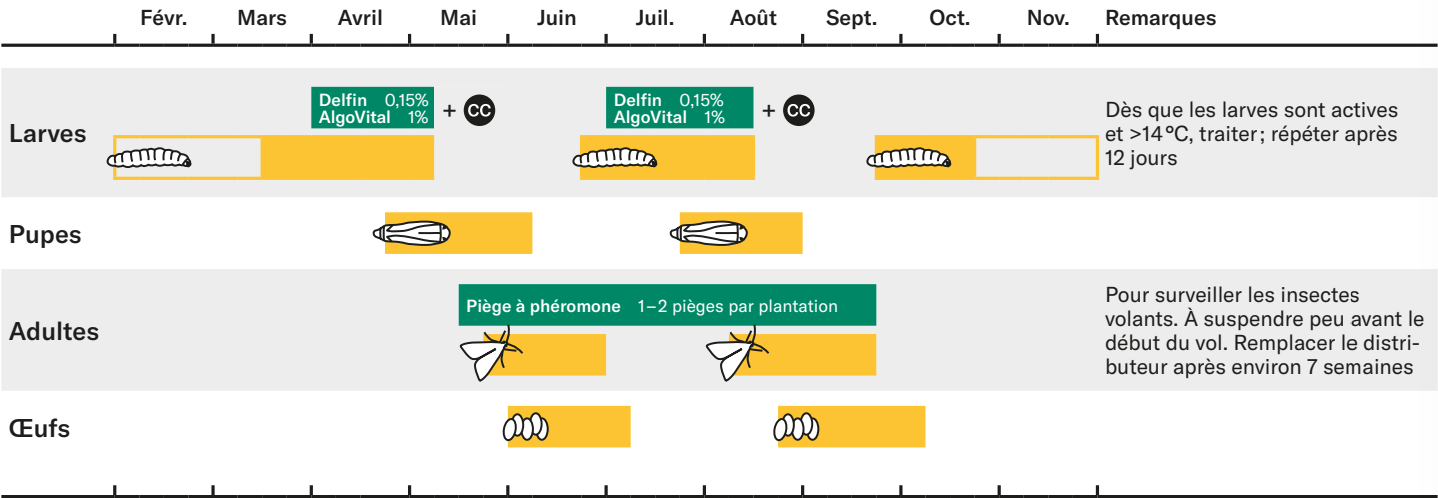 Févr. Mars Avril Mai Juin Juil. Août Sept. Oct. Nov. Remarques
Larves
Delfin 0,15%
AlgoVital 1%
+ CC
Delfin 0,15%
AlgoVital 1%
+ CC
Dès que les larves sont actives
et >14 °C, traiter ; répéter après
12 jours
Pupes
Adultes
Piège à phéromone 1–2 pièges par plantation
Pour surveiller les insectes
volants. À suspendre peu avant le
début du vol. Remplacer le distri-
buteur après environ 7 semaines
Œufs